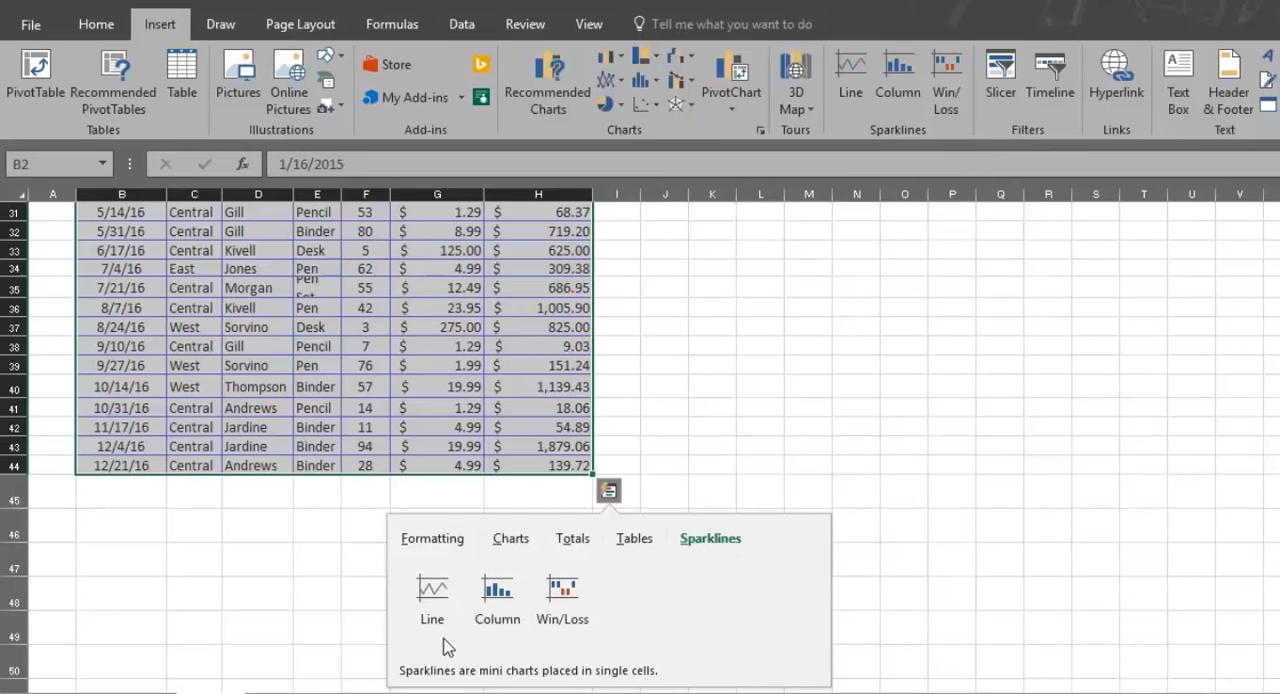 File Home Insert Draw Page Layout Formulas Data Review View Tell me what you want to do
PivotTable Recommended PivotTables Table
Tables
Pictures Online Pictures
Illustrations
Store
My Add-ins
Add-ins
Recommended Charts PivotChart
Charts
3D Map
Tours
Line Column Win/Loss
Sparklines
Slicer Timeline
Filters
Hyperlink
Links
Text Box Header & Footer
Text
B2 fx 1/16/2015
A B C D E F G H I J K L M N O P Q R S T U V
31 5/14/16 Central Gill Pencil 53 $ 1.29 $ 68.37
32 5/31/16 Central Gill Binder 80 $ 8.99 $ 719.20
33 6/17/16 Central Kivell Desk 5 $ 125.00 $ 625.00
34 7/4/16 East Jones Pen 62 $ 4.99 $ 309.38
35 7/21/16 Central Morgan Pen Set 55 $ 12.49 $ 686.95
36 8/7/16 Central Kivell Pen 42 $ 23.95 $ 1,005.90
37 8/24/16 West Sorvino Desk 3 $ 275.00 $ 825.00
38 9/10/16 Central Gill Pencil 7 $ 1.29 $ 9.03
39 9/27/16 West Sorvino Pen 76 $ 1.99 $ 151.24
40 10/14/16 West Thompson Binder 57 $ 19.99 $ 1,139.43
41 10/31/16 Central Andrews Pencil 14 $ 1.29 $ 18.06
42 11/17/16 Central Jardine Binder 11 $ 4.99 $ 54.89
43 12/4/16 Central Jardine Binder 94 $ 19.99 $ 1,879.06
44 12/21/16 Central Andrews Binder 28 $ 4.99 $ 139.72
45
46
47
48
49
50
Formatting Charts Totals Tables Sparklines
Line Column Win/Loss
Sparklines are mini charts placed in single cells.